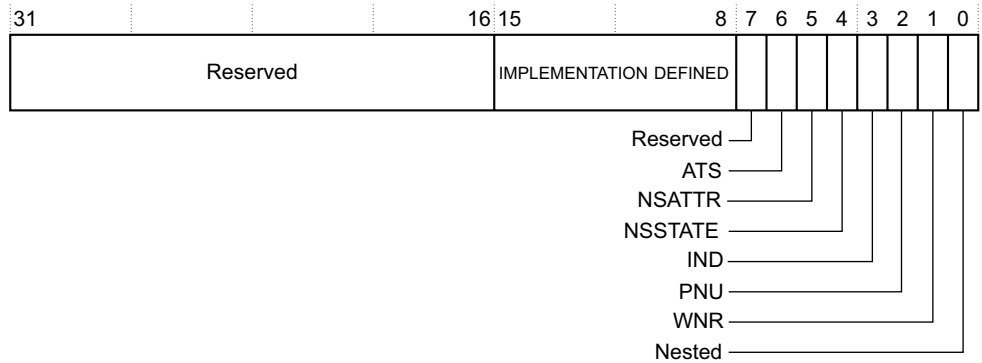 31 16 15 8 7 6 5 4 3 2 1 0
Reserved IMPLEMENTATION DEFINED
Reserved
ATS
NSATTR
NSSTATE
IND
PNU
WNR
Nested